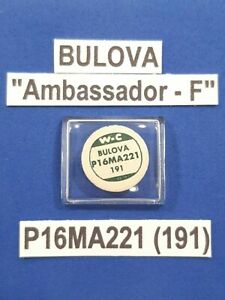 BULOVA
"Ambassador - F"
W-C
BULOVA
P16MA221
191
P16MA221 (191)